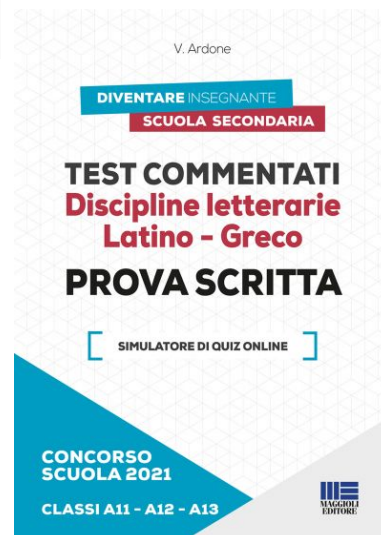 V. Ardone
DIVENTARE INSEGNANTE
SCUOLA SECONDARIA
TEST COMMENTATI
Discipline letterarie
Latino - Greco
PROVA SCRITTA
SIMULATORE DI QUIZ ONLINE
CONCORSO
SCUOLA 2021
CLASSI A11 - A12 - A13
MAGGIOLI
EDITORE